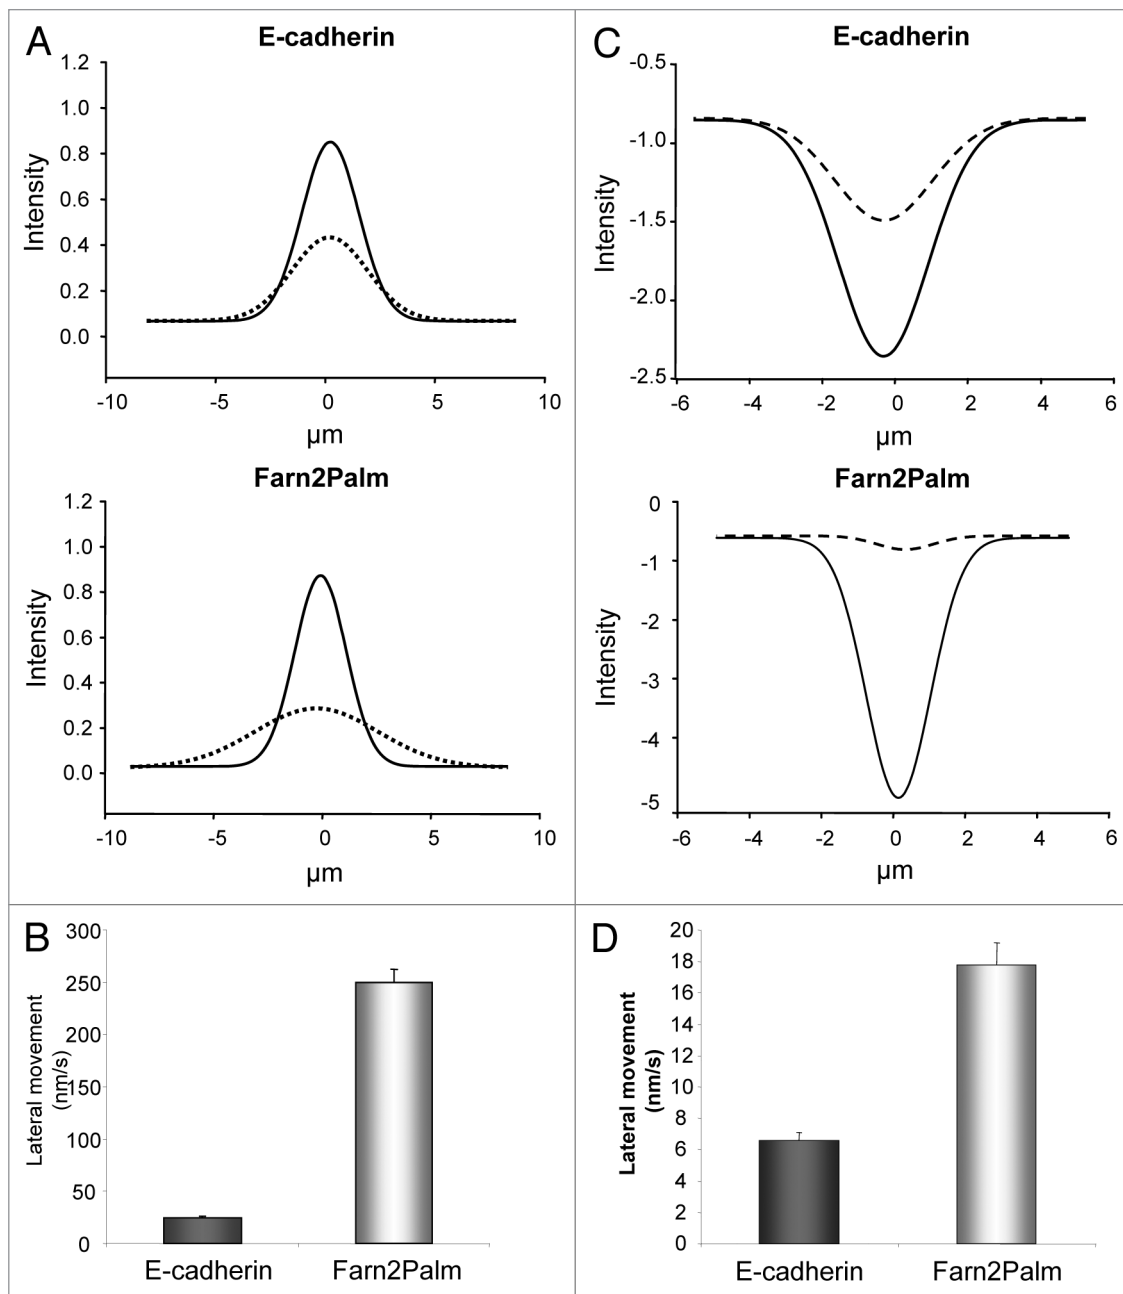 A
E-cadherin
1.2
1.0
0.8
0.6
0.4
0.2
0.0
Intensity
-10 -5 0 5 10
µm
Farn2Palm
1.2
1.0
0.8
0.6
0.4
0.2
0.0
Intensity
-10 -5 0 5 10
µm
C
E-cadherin
-0.5
-1.0
-1.5
-2.0
-2.5
Intensity
-6 -4 -2 0 2 4 6
µm
Farn2Palm
0
-1
-2
-3
-4
-5
Intensity
-6 -4 -2 0 2 4 6
µm
B
300
250
200
150
100
50
0
Lateral movement
(nm/s)
E-cadherin Farn2Palm
D
20
18
16
14
12
10
8
6
4
2
0
Lateral movement
(nm/s)
E-cadherin Farn2Palm